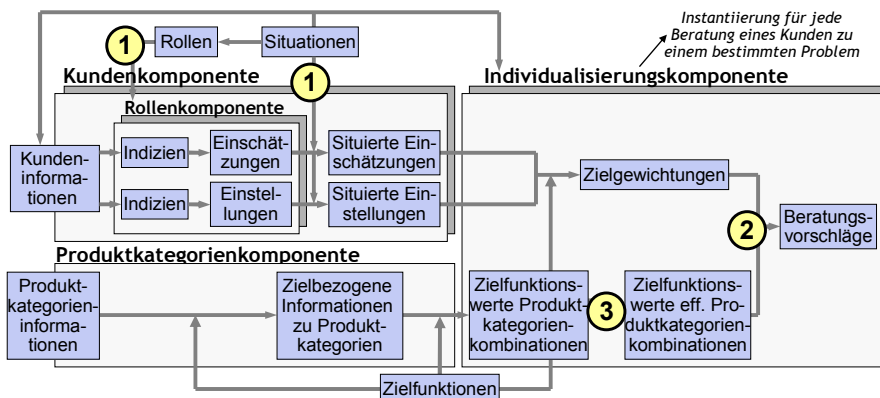 Instantiierung für jede
Beratung eines Kunden zu
einem bestimmten Problem
1
Rollen
Situationen
Kundenkomponente
1
Individualisierungskomponente
Rollenkomponente
Kunden-
informa-
tionen
Indizien
Einschät-
zungen
Situierte Ein-
schätzungen
Indizien
Einstel-
lungen
Situierte Ein-
stellungen
Zielgewichtungen
2
Beratungs-
vorschläge
Produktkategorienkomponente
Produkt-
kategorien-
informa-
tionen
Zielbezogene
Informationen
zu Produkt-
kategorien
Zielfunktions-
werte Produkt-
kategorien-
kombinationen
3
Zielfunktions-
werte eff. Pro-
duktkategorien-
kombinationen
Zielfunktionen